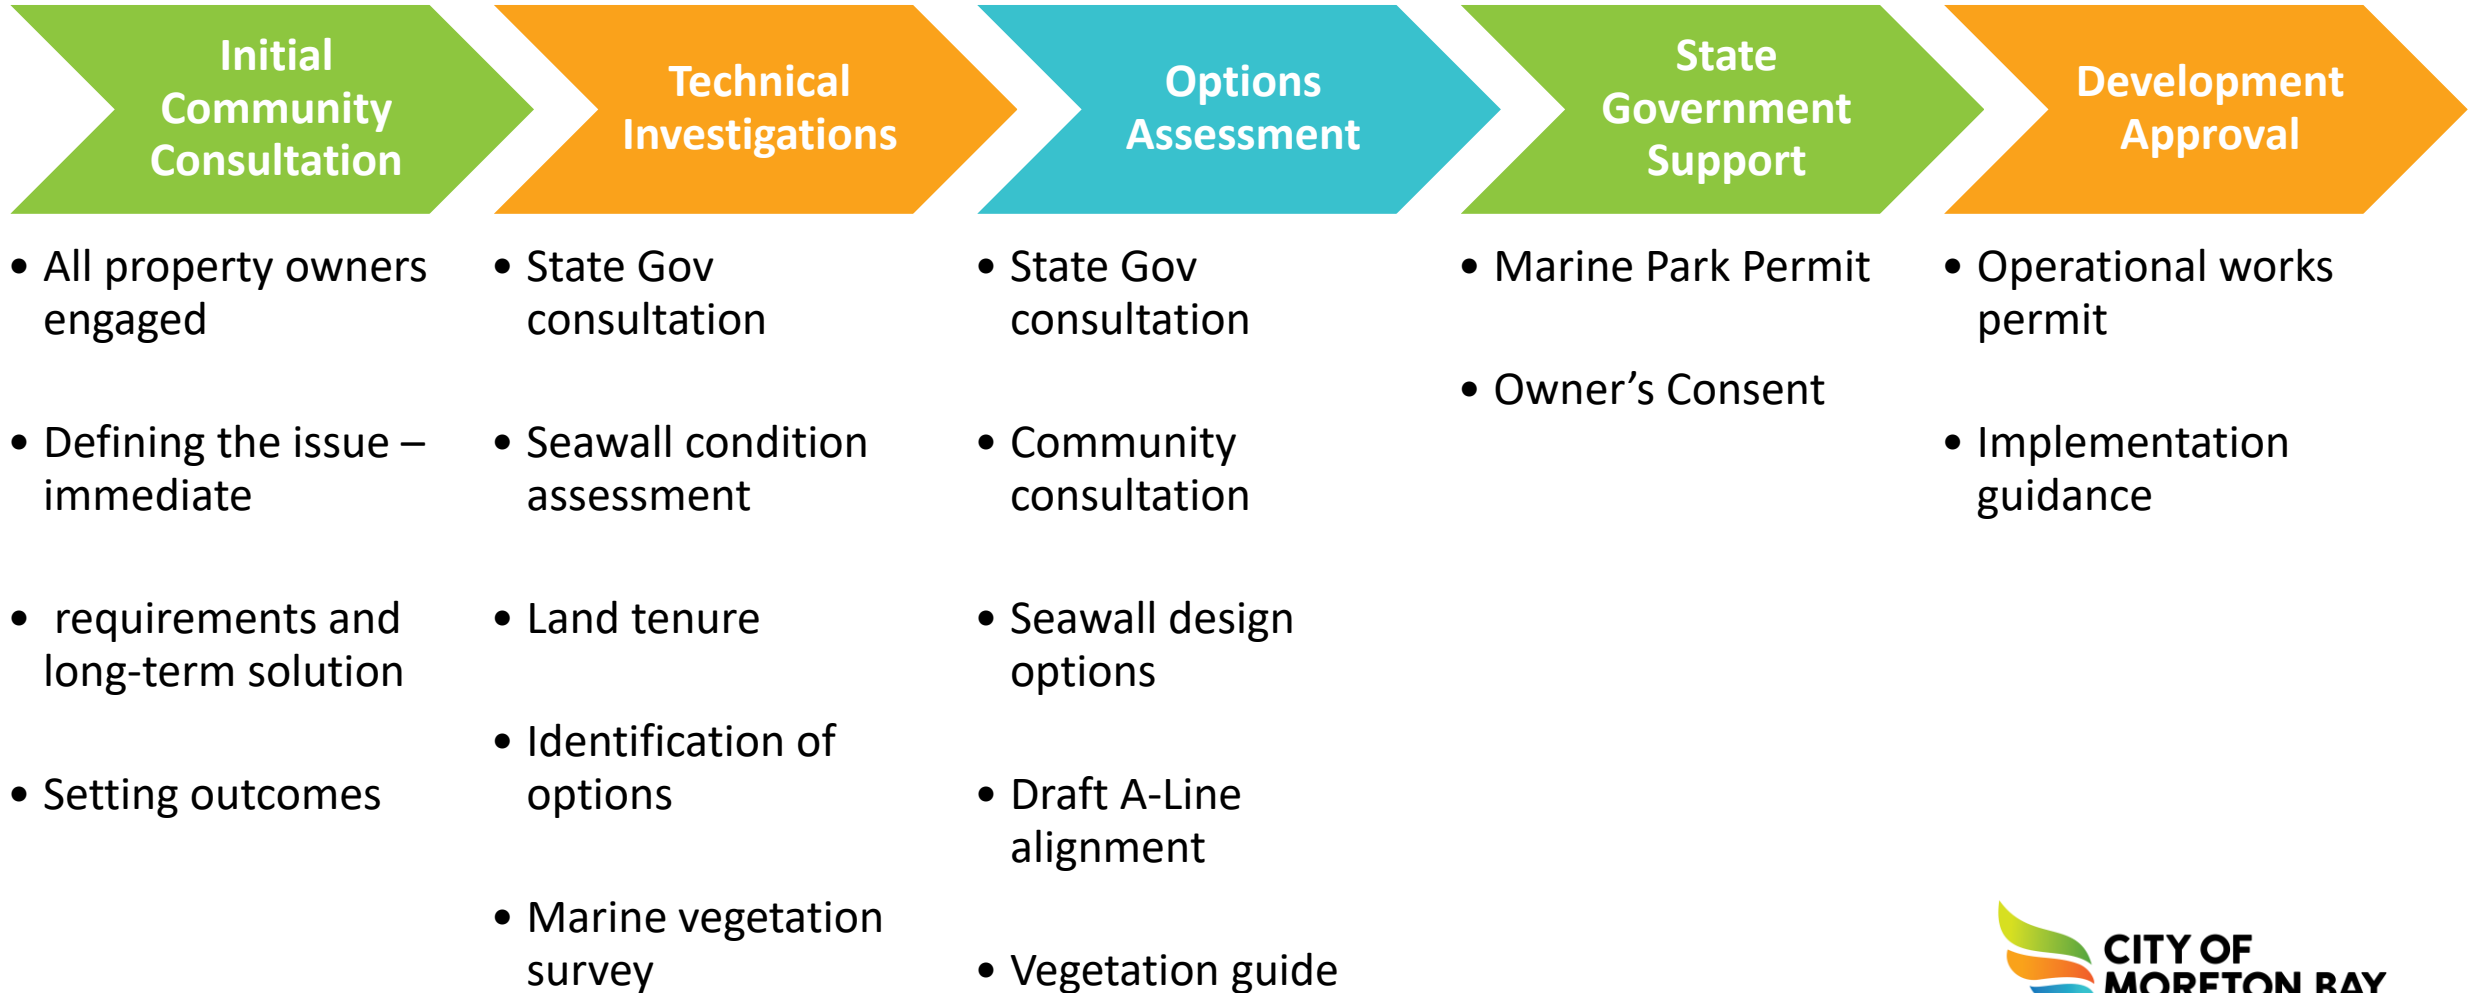 Initial
Community
Consultation
Technical
Investigations
Options
Assessment
State
Government
Support
Development
Approval
• All property owners
engaged
• Defining the issue –
immediate
• requirements and
long-term solution
• Setting outcomes
• State Gov
consultation
• Seawall condition
assessment
• Land tenure
• Identification of
options
• Marine vegetation
survey
• State Gov
consultation
• Community
consultation
• Seawall design
options
• Draft A-Line
alignment
• Vegetation guide
• Marine Park Permit
• Owner’s Consent
• Operational works
permit
• Implementation
guidance
CITY OF
MORETON BAY